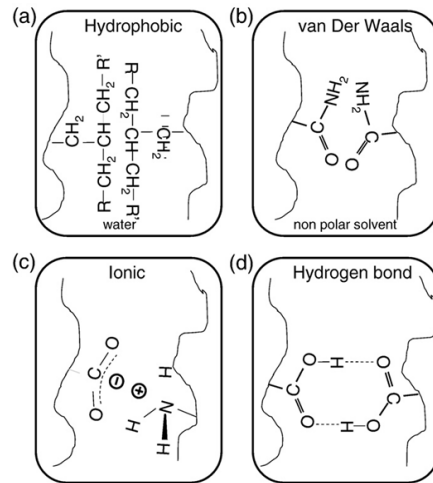 (a) Hydrophobic
CH₂
R—CH₂—CH—CH₂—R'
R—CH₂—CH—CH₂—R'
CH₂
water
(b) van Der Waals
NH₂ NH₂
C C
O O
non polar solvent
(c) Ionic
O
C − + H
O H N
H
(d) Hydrogen bond
O—H O
C C
O H—O